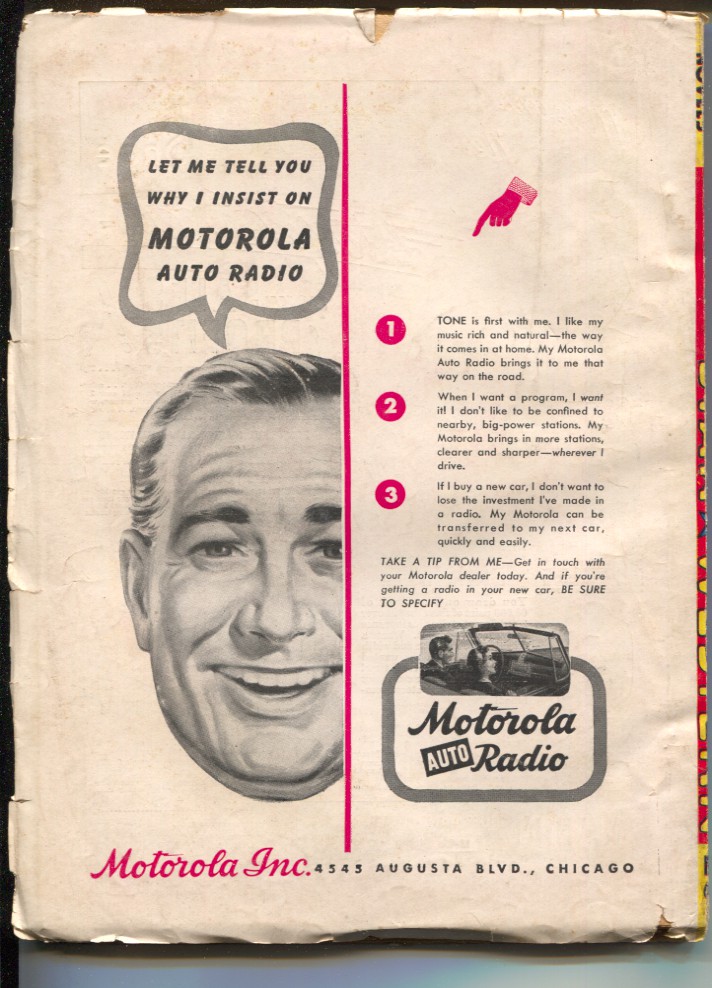 LET ME TELL YOU
WHY I INSIST ON
MOTOROLA
AUTO RADIO
1
TONE is first with me. I like my
music rich and natural—the way
it comes in at home. My Motorola
Auto Radio brings it to me that
way on the road.
2
When I want a program, I want
it! I don't like to be confined to
nearby, big-power stations. My
Motorola brings in more stations,
clearer and sharper—wherever I
drive.
3
If I buy a new car, I don't want to
lose the investment I've made in
a radio. My Motorola can be
transferred to my next car,
quickly and easily.
TAKE A TIP FROM ME—Get in touch with
your Motorola dealer today. And if you're
getting a radio in your new car, BE SURE
TO SPECIFY
Motorola
AUTO Radio
Motorola Inc. 4545 AUGUSTA BLVD., CHICAGO